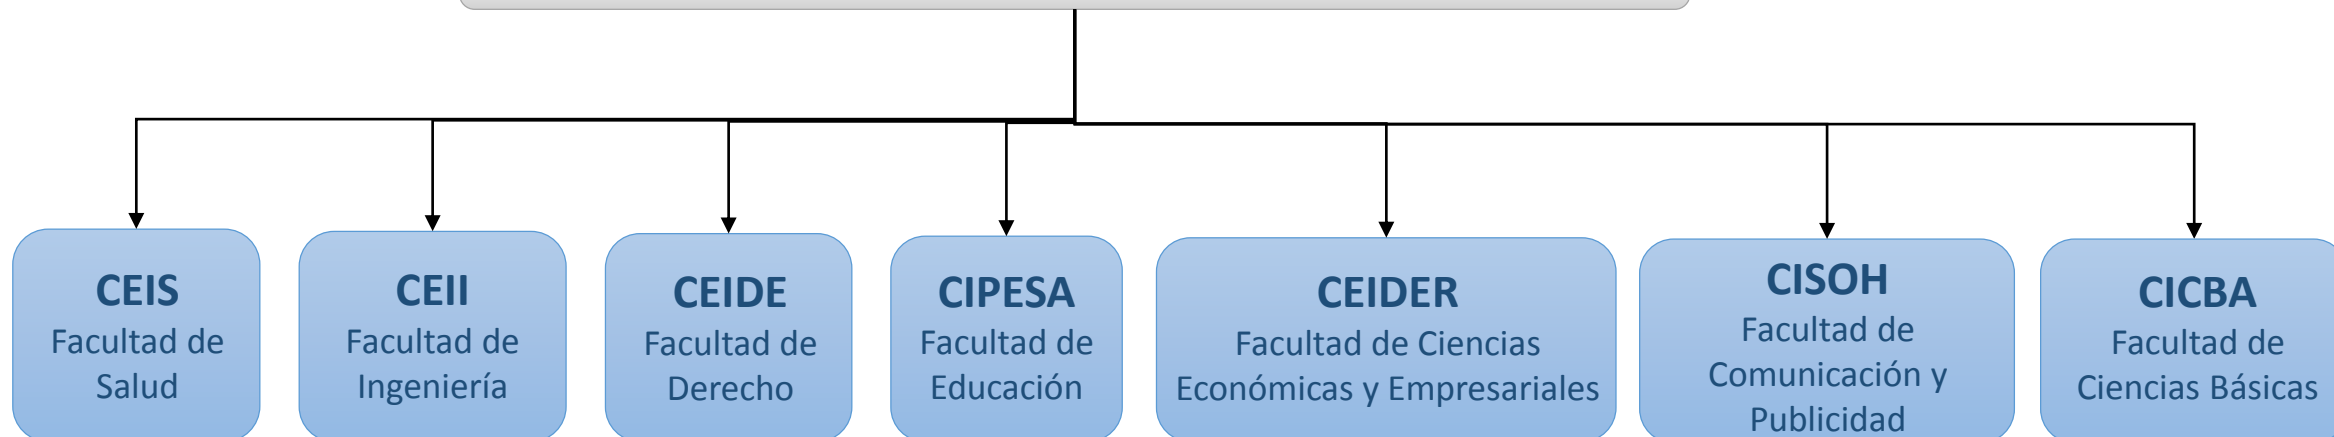 CEIS
Facultad de
Salud
CEII
Facultad de
Ingeniería
CEIDE
Facultad de
Derecho
CIPESA
Facultad de
Educación
CEIDER
Facultad de Ciencias
Económicas y Empresariales
CISOH
Facultad de
Comunicación y
Publicidad
CICBA
Facultad de
Ciencias Básicas